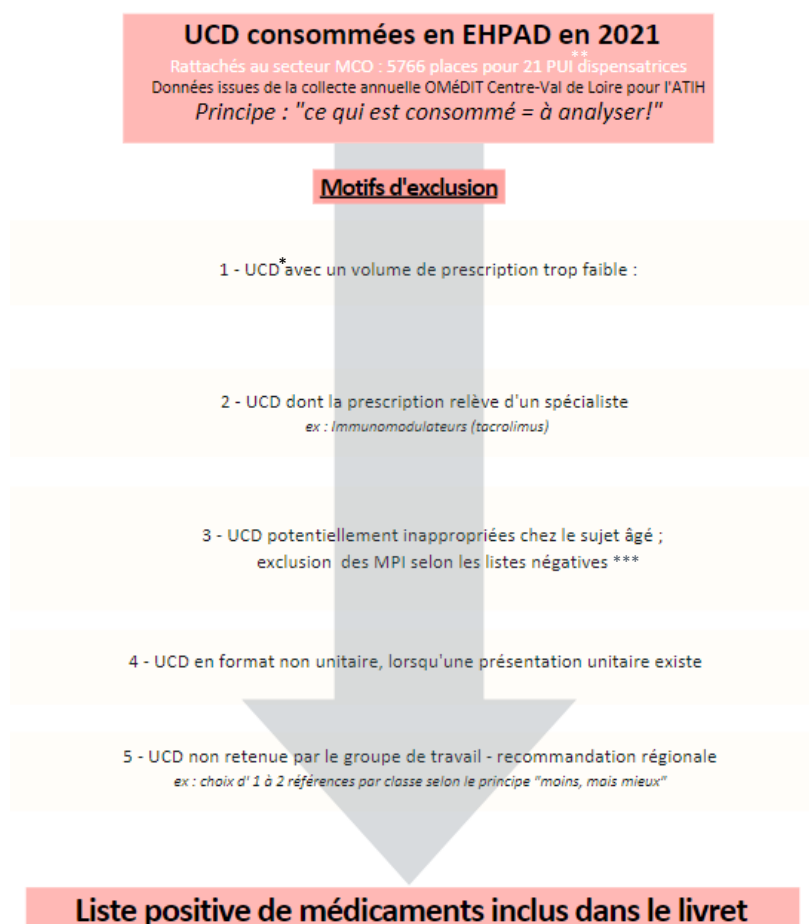 UCD consommées en EHPAD en 2021
Rattachés au secteur MCO : 5766 places pour 21 PUI** dispensatrices
Données issues de la collecte annuelle OMéDIT Centre-Val de Loire pour l'ATIH
Principe : "ce qui est consommé = à analyser!"
Motifs d'exclusion
1 - UCD* avec un volume de prescription trop faible :
2 - UCD dont la prescription relève d'un spécialiste
ex : Immunomodulateurs (tacrolimus)
3 - UCD potentiellement inappropriées chez le sujet âgé ;
exclusion des MPI selon les listes négatives ***
4 - UCD en format non unitaire, lorsqu'une présentation unitaire existe
5 - UCD non retenue par le groupe de travail - recommandation régionale
ex : choix d' 1 à 2 références par classe selon le principe "moins, mais mieux"
Liste positive de médicaments inclus dans le livret